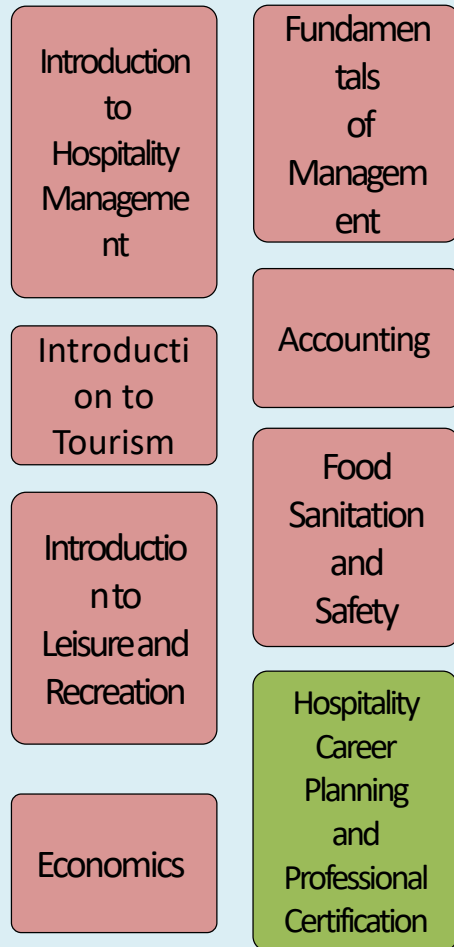 Introduction
to
Hospitality
Manageme
nt
Introducti
on to
Tourism
Introductio
n to
Leisure and
Recreation
Economics
Fundamen
tals
of
Managem
ent
Accounting
Food
Sanitation
and
Safety
Hospitality
Career
Planning
and
Professional
Certification